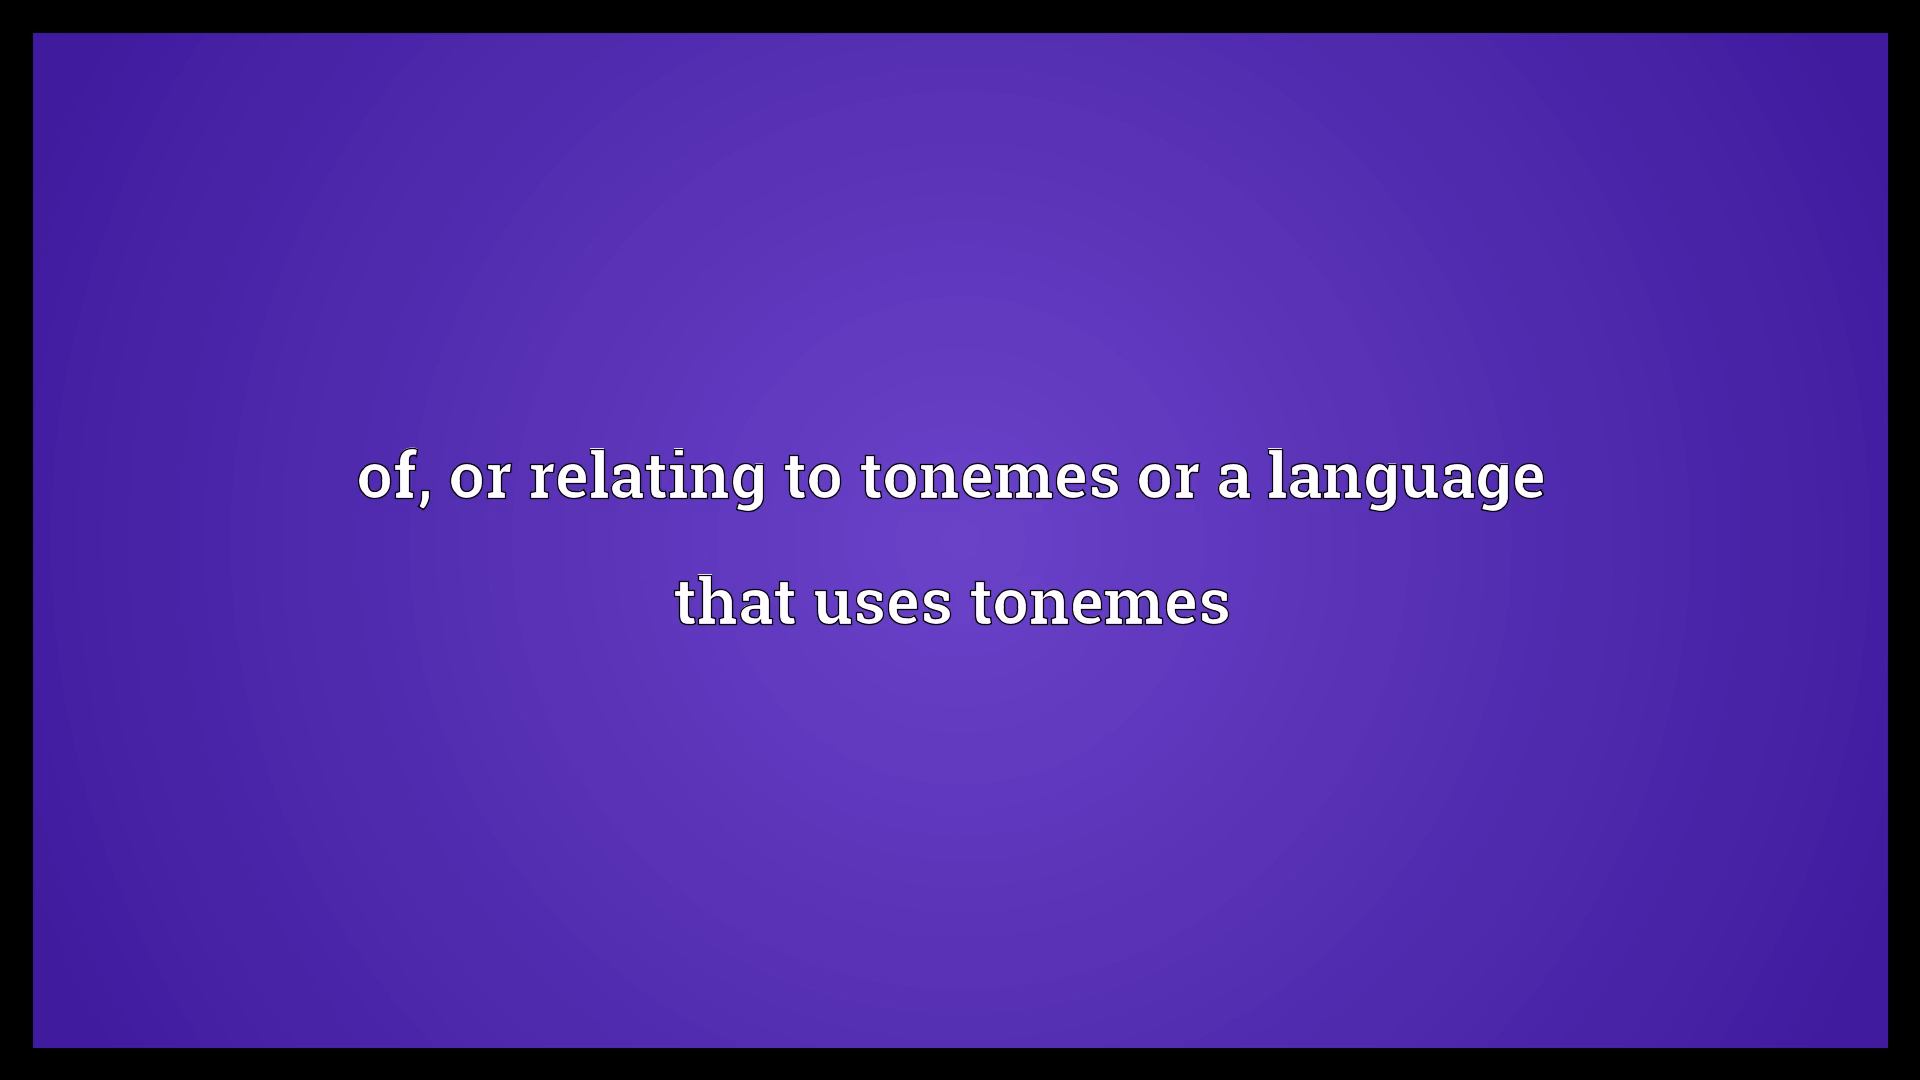 of, or relating to tonemes or a language
that uses tonemes